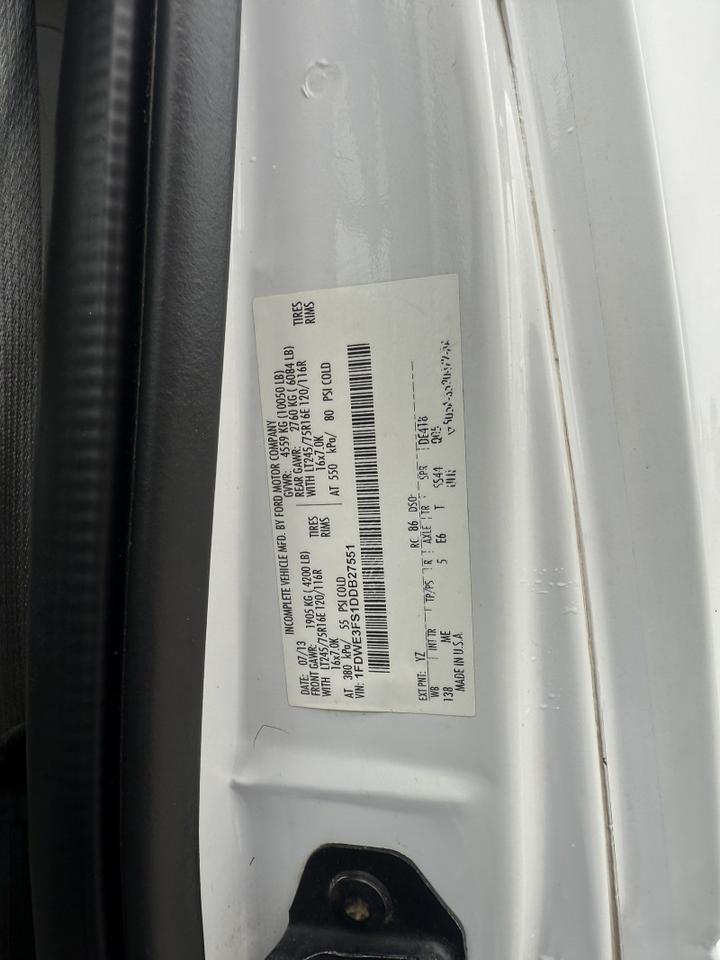 INCOMPLETE VEHICLE MFD. BY FORD MOTOR COMPANY
DATE: 07/13 GVWR: 4559 KG (10050 LB)
FRONT GAWR: 1905 KG (4200 LB) REAR GAWR: 2760 KG (6084 LB)
WITH LT245/75R16E 120/116R TIRES WITH LT245/75R16E 120/116R TIRES
16x7.0K RIMS 16x7.0K RIMS
AT 380 kPa/ 55 PSI COLD AT 550 kPa/ 80 PSI COLD
VIN: 1FDWE3FS1DDB27551
EXT PNT: YZ RC: 86 DSO:
WB INT TR TP/PS R AXLE TR SPR DE418
138 ME 5 E6 T SS44
MADE IN U.S.A.